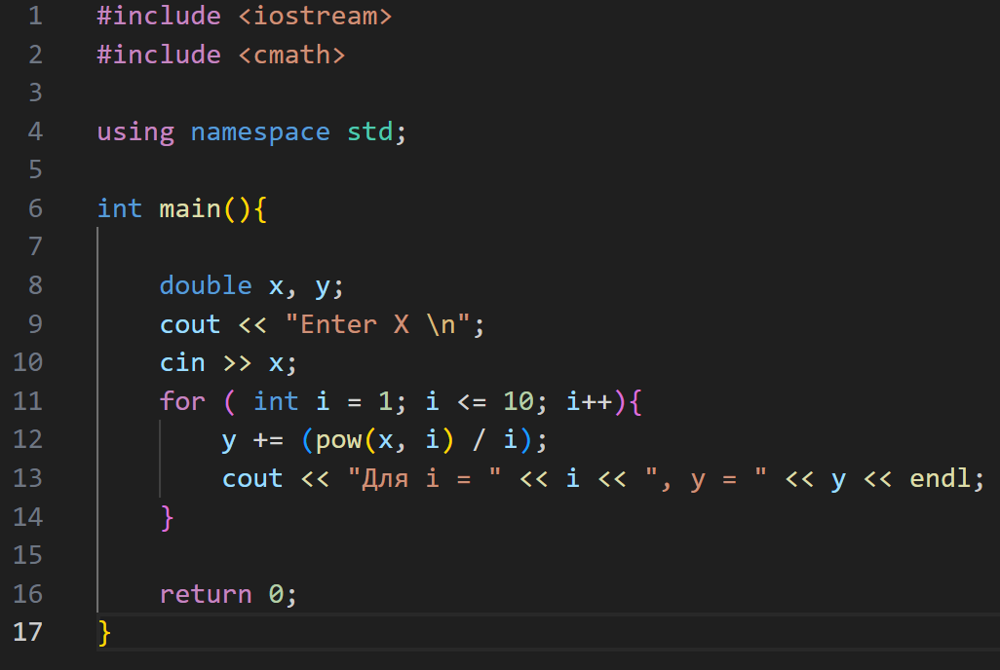 1 #include <iostream>
2 #include <cmath>
3
4 using namespace std;
5
6 int main(){
7
8     double x, y;
9     cout << "Enter X \n";
10     cin >> x;
11     for ( int i = 1; i <= 10; i++){
12         y += (pow(x, i) / i);
13         cout << "Для i = " << i << ", y = " << y << endl;
14     }
15
16     return 0;
17 }